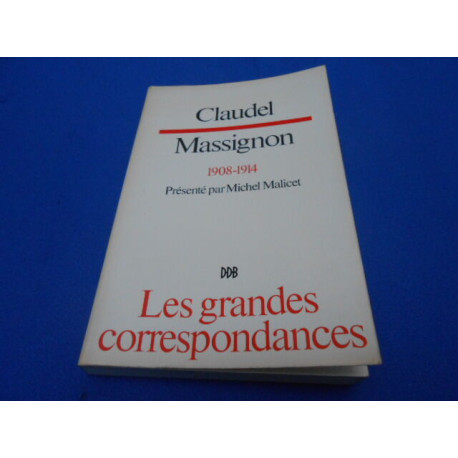 Claudel
Massignon
1908-1914
Présenté par Michel Malicet
DDB
Les grandes
correspondances